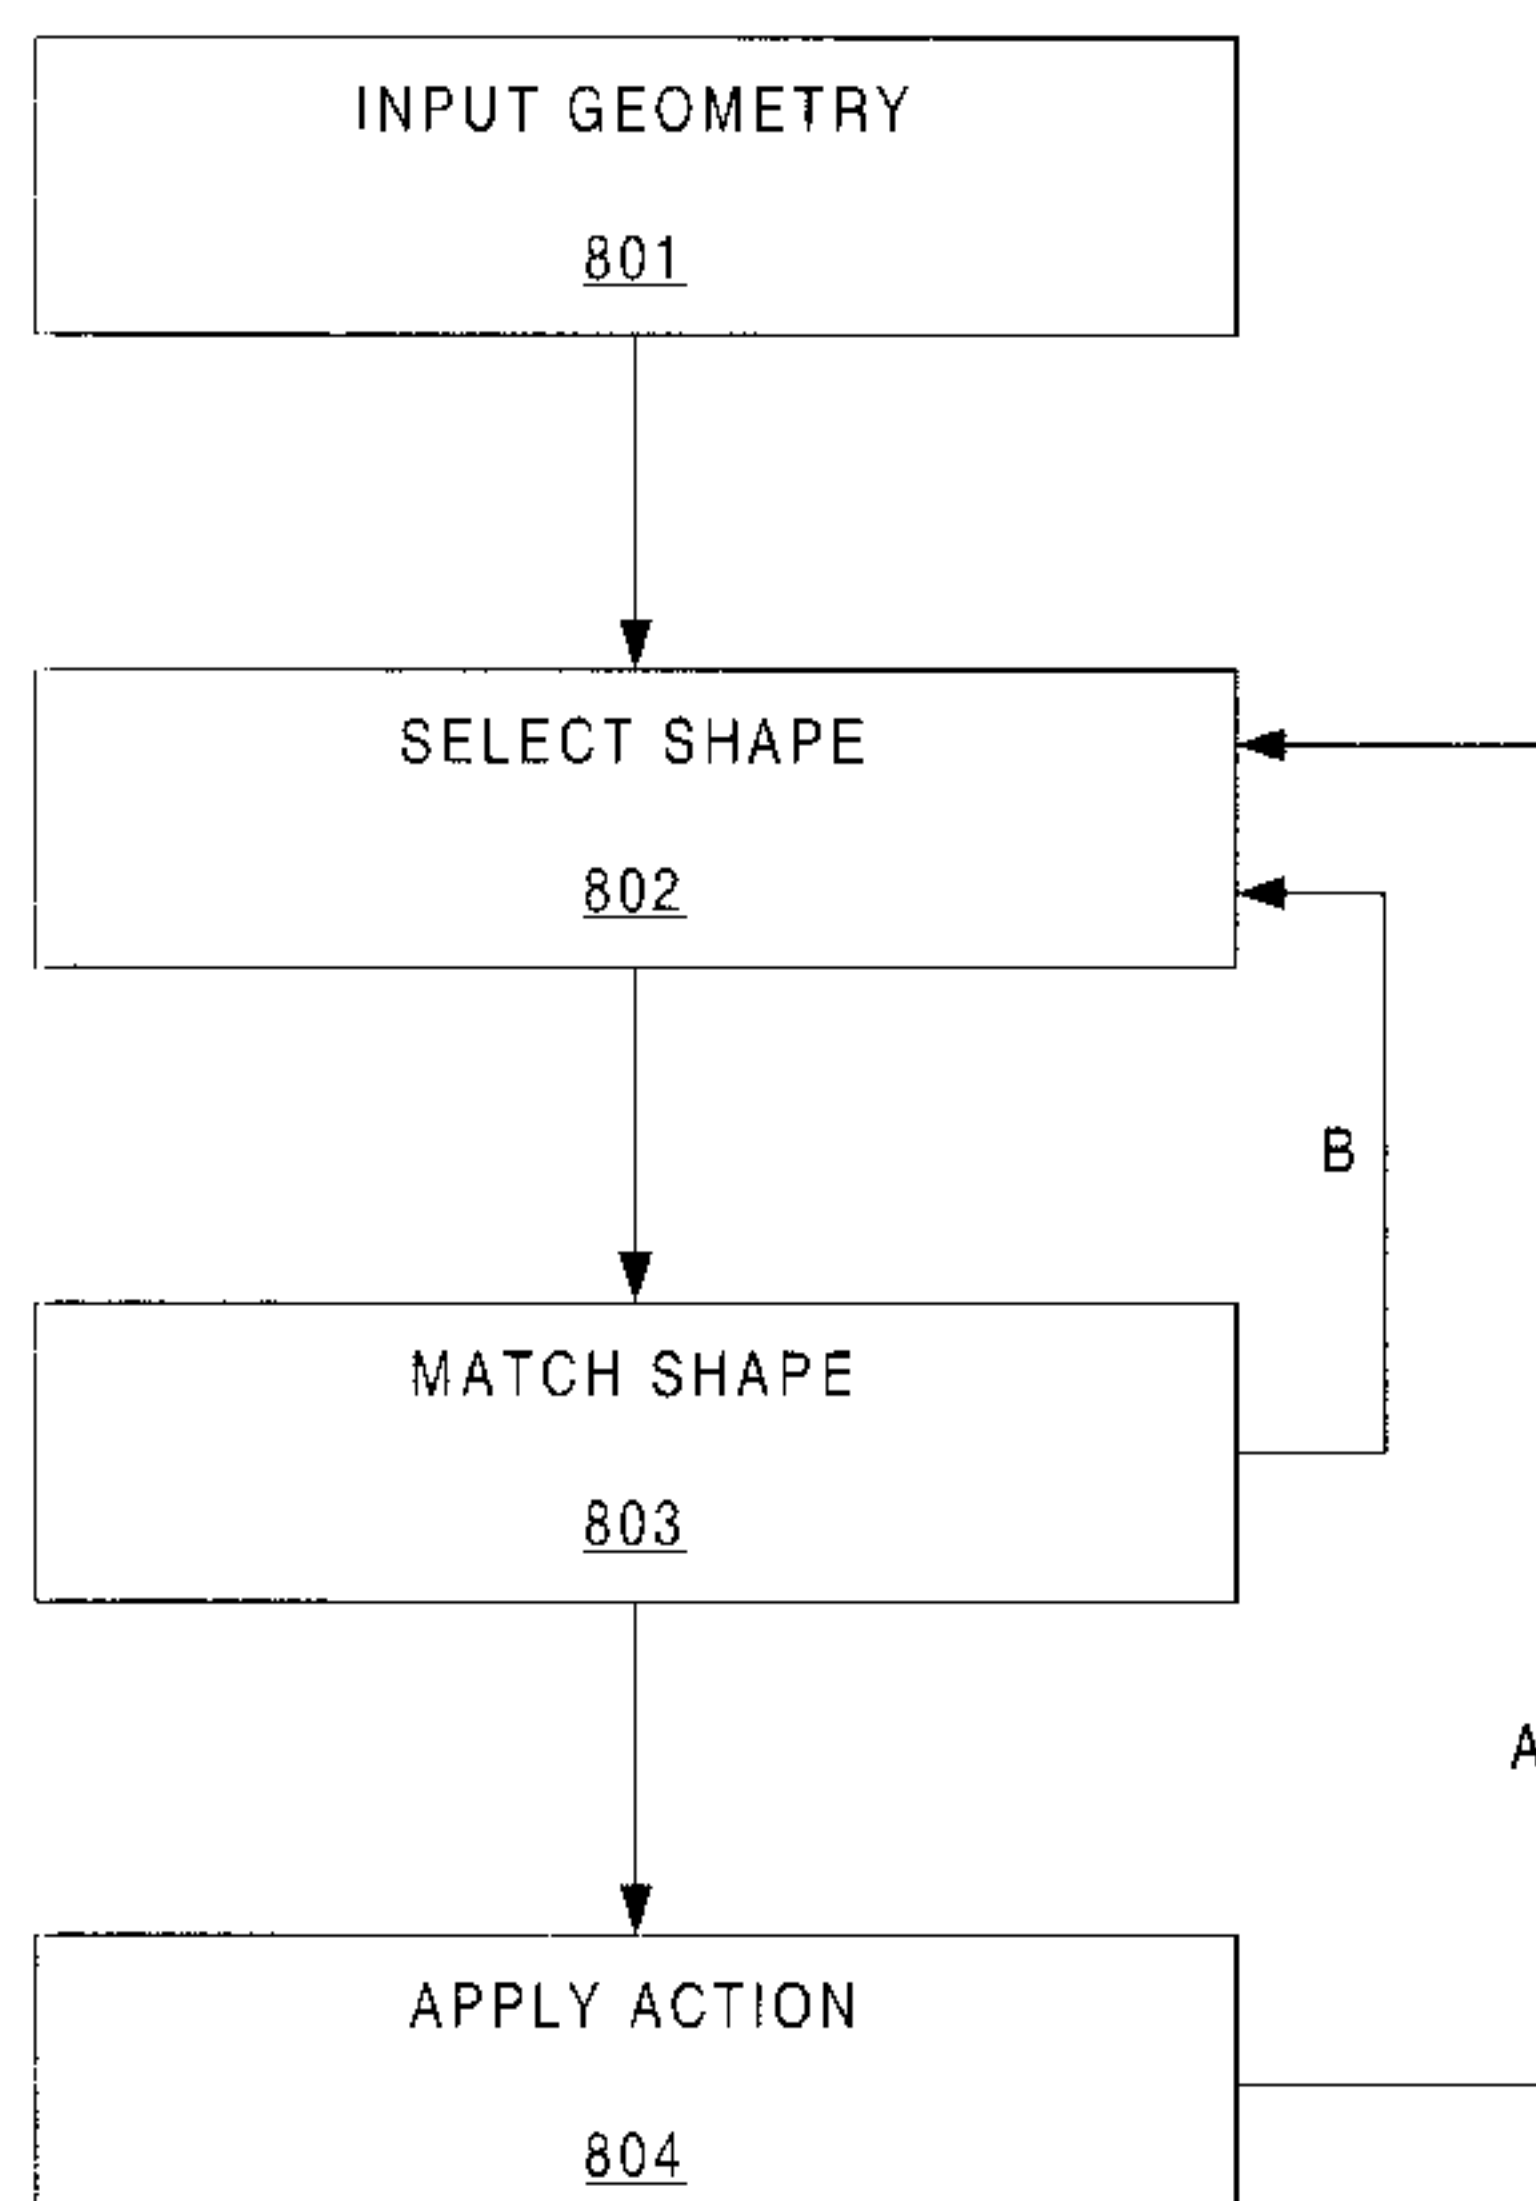 INPUT GEOMETRY
801
SELECT SHAPE
802
B
MATCH SHAPE
803
A
APPLY ACTION
804